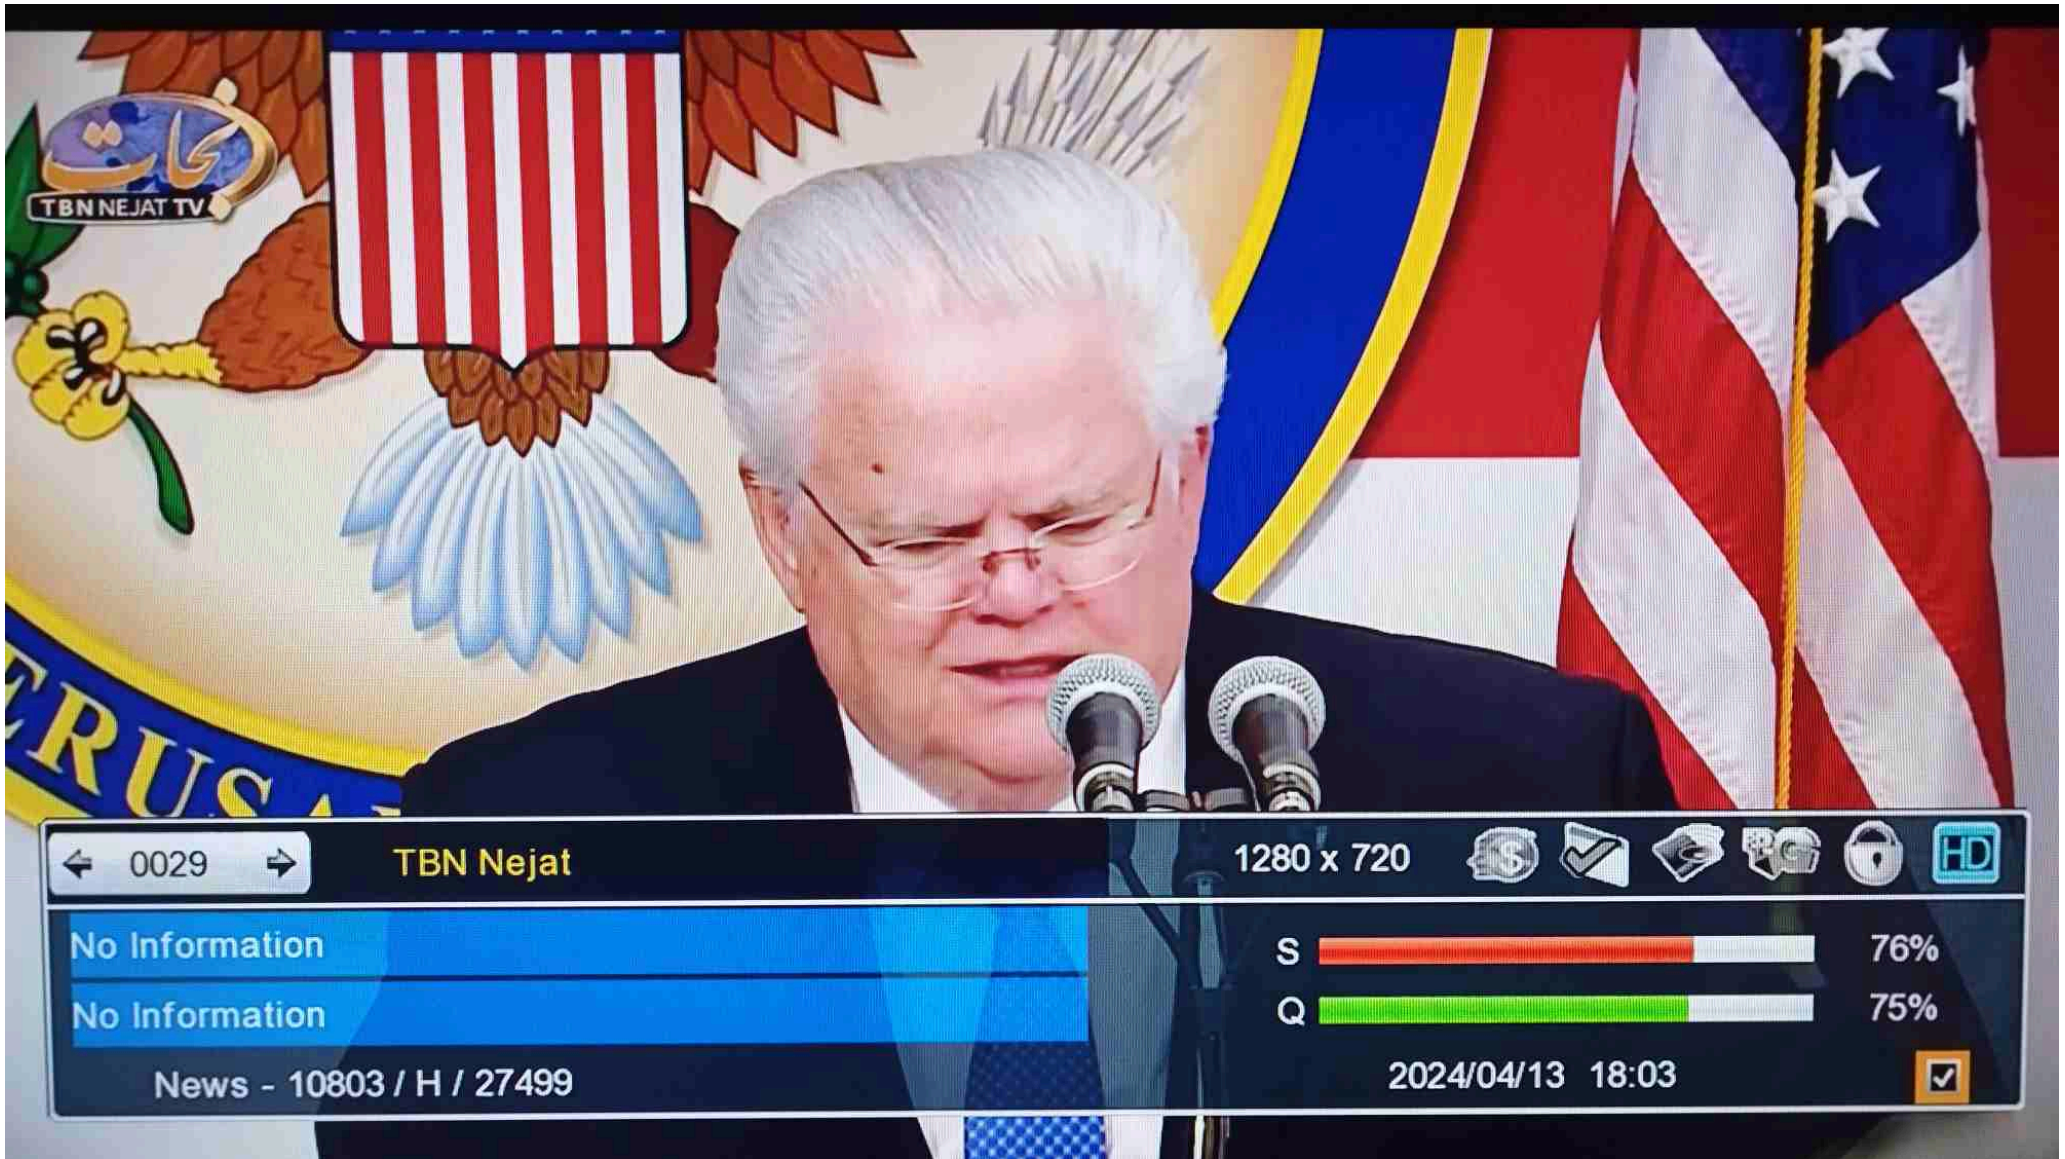 نجات
TBN NEJAT TV
ERUSA
0029
TBN Nejat
1280 x 720
$
HD
No Information
S
76%
No Information
Q
75%
News - 10803 / H / 27499
2024/04/13 18:03